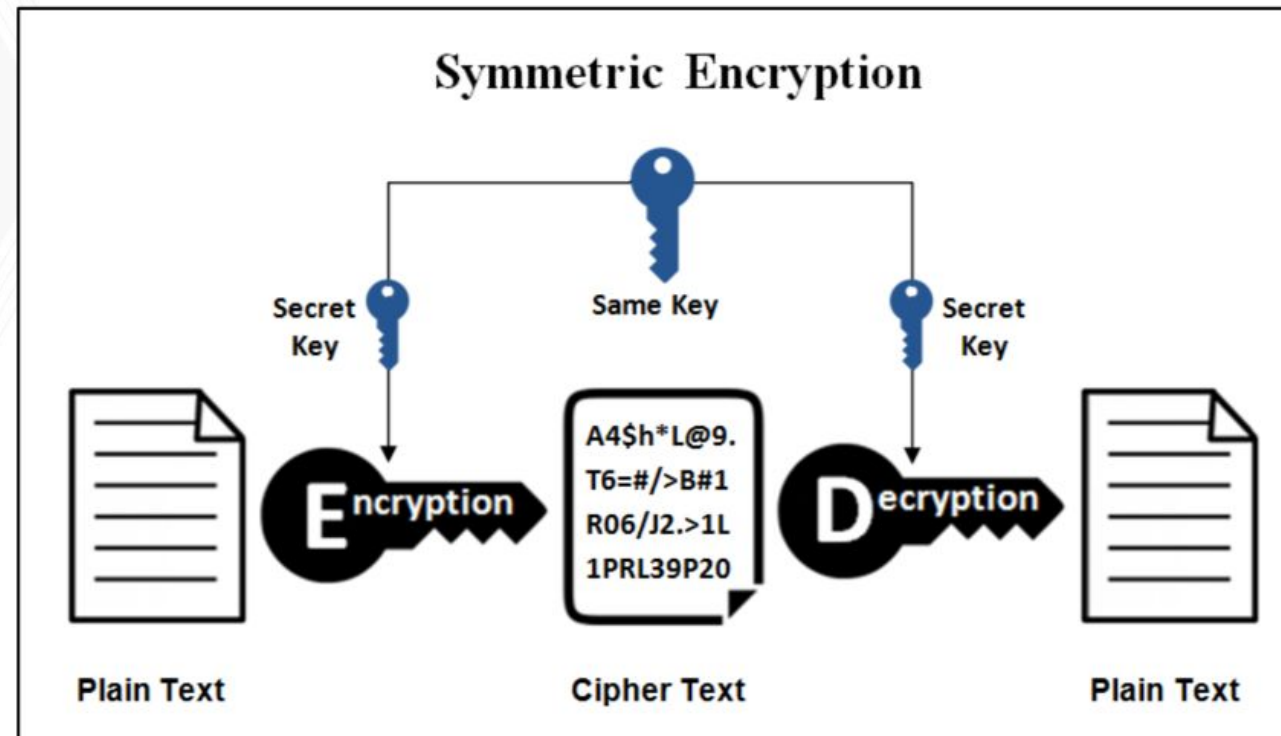 Symmetric Encryption
Same Key
Secret
Key
Secret
Key
Encryption
A4$h*L@9.
T6=#/>B#1
R06/J2.>1L
1PRL39P20
Decryption
Plain Text
Cipher Text
Plain Text